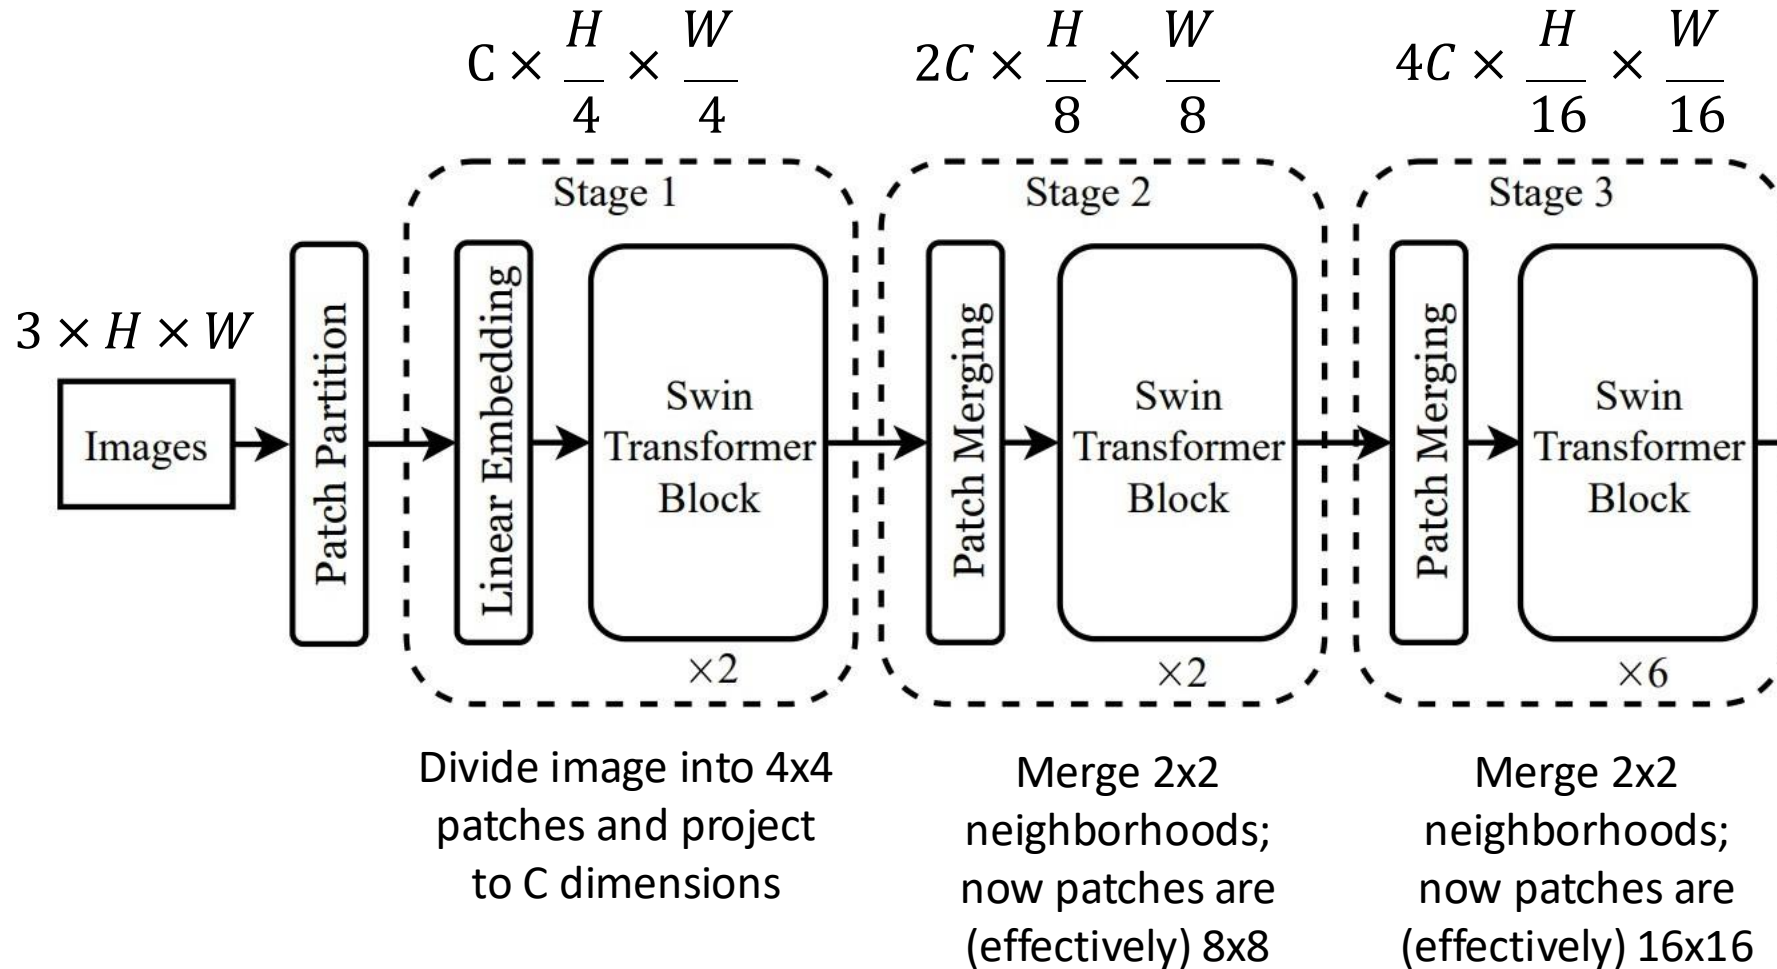 C × H/4 × W/4
2C × H/8 × W/8
4C × H/16 × W/16
3 × H × W
Images
Patch Partition
Stage 1
Linear Embedding
Swin
Transformer
Block
×2
Stage 2
Patch Merging
Swin
Transformer
Block
×2
Stage 3
Patch Merging
Swin
Transformer
Block
×6
Divide image into 4x4
patches and project
to C dimensions
Merge 2x2
neighborhoods;
now patches are
(effectively) 8x8
Merge 2x2
neighborhoods;
now patches are
(effectively) 16x16